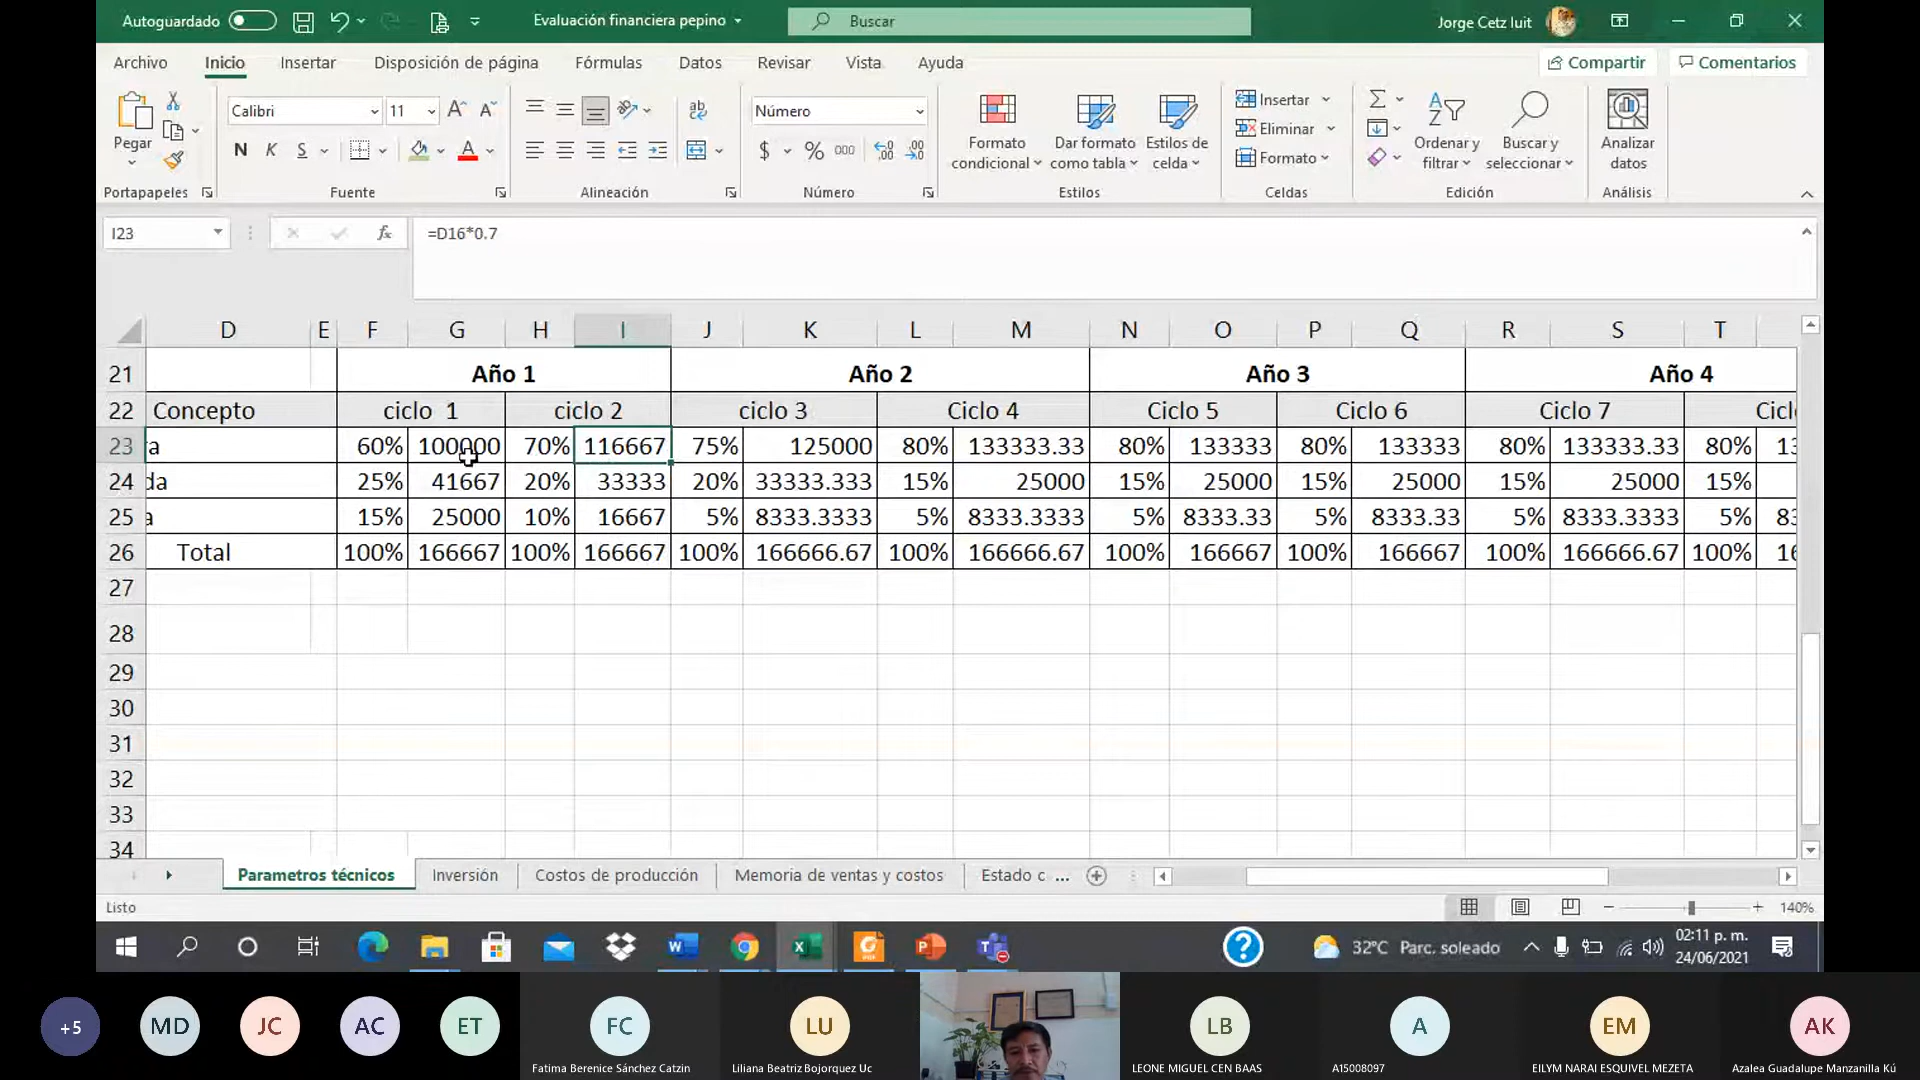 Autoguardado
Evaluación financiera pepino
Buscar
Jorge Cetz luit
Archivo Inicio Insertar Disposición de página Fórmulas Datos Revisar Vista Ayuda Compartir Comentarios
Pegar
Portapapeles
Calibri 11
N K S
Fuente
Alineación
Número
$ % 000
Número
Formato condicional
Dar formato como tabla
Estilos de celda
Estilos
Insertar
Eliminar
Formato
Celdas
Ordenar y filtrar
Buscar y seleccionar
Edición
Analizar datos
Análisis
I23 fx =D16*0.7
D E F G H I J K L M N O P Q R S T
21 Año 1 Año 2 Año 3 Año 4
22 Concepto ciclo 1 ciclo 2 ciclo 3 Ciclo 4 Ciclo 5 Ciclo 6 Ciclo 7 Cicl
23 a 60% 100000 70% 116667 75% 125000 80% 133333.33 80% 133333 80% 133333 80% 133333.33 80% 13
24 da 25% 41667 20% 33333 20% 33333.333 15% 25000 15% 25000 15% 25000 15% 25000 15%
25 a 15% 25000 10% 16667 5% 8333.3333 5% 8333.3333 5% 8333.33 5% 8333.33 5% 8333.3333 5% 83
26 Total 100% 166667 100% 166667 100% 166666.67 100% 166666.67 100% 166667 100% 166667 100% 166666.67 100% 16
27
28
29
30
31
32
33
34
Parametros técnicos Inversión Costos de producción Memoria de ventas y costos Estado c ...
Listo 140%
32°C Parc. soleado
02:11 p. m.
24/06/2021
+5 MD JC AC ET FC LU LB A EM AK
Fatima Berenice Sánchez Catzin Liliana Beatriz Bojorquez Uc LEONE MIGUEL CEN BAAS A15008097 EILYM NARAI ESQUIVEL MEZETA Azalea Guadalupe Manzanilla Kú